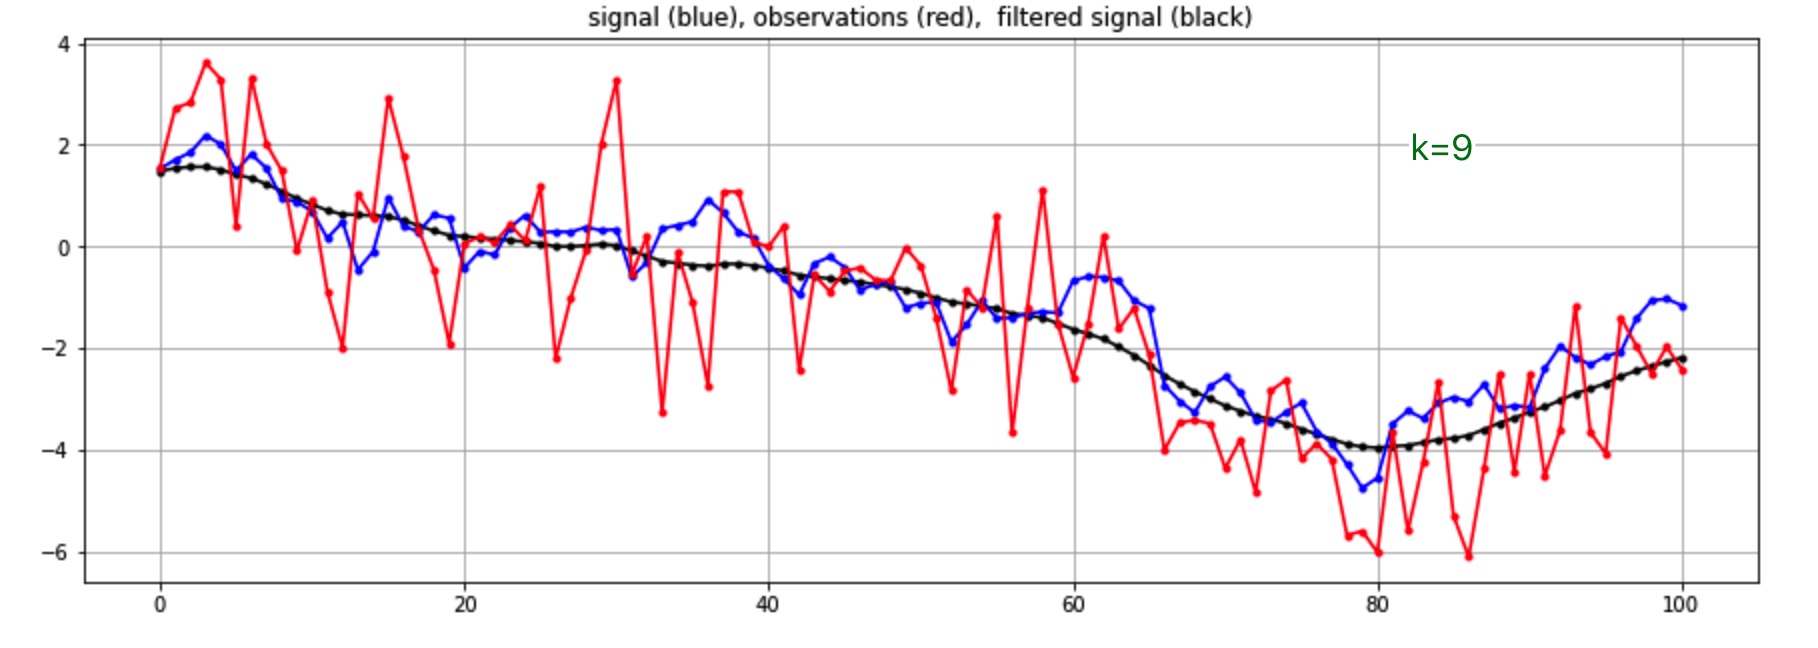 signal (blue), observations (red),  filtered signal (black)
4
2
0
−2
−4
−6
k=9
0 20 40 60 80 100